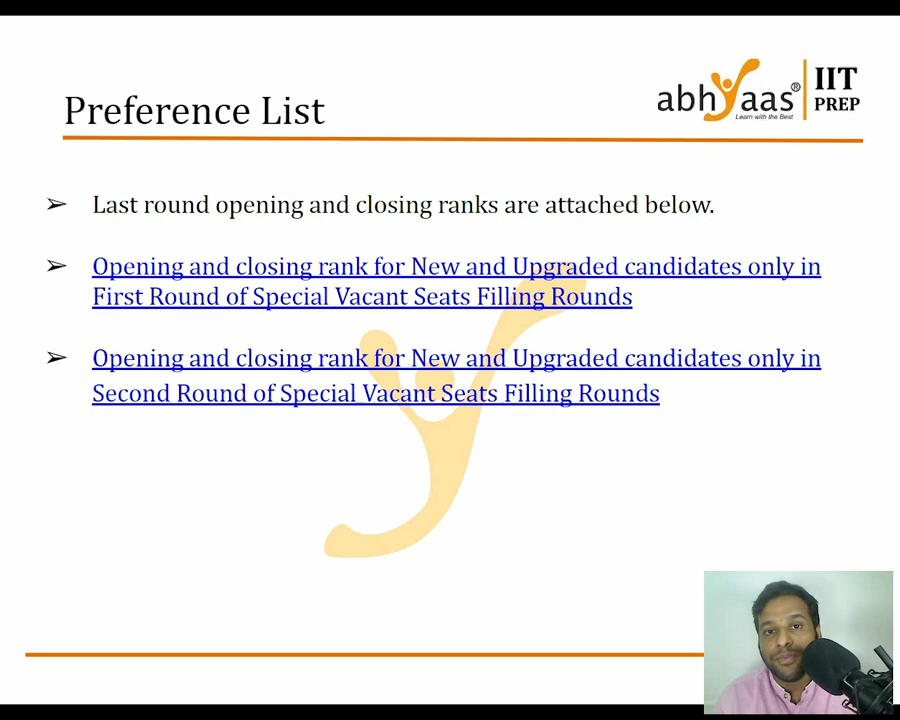 Preference List
abhyaas®
Learn with the Best
IIT
PREP
➢ Last round opening and closing ranks are attached below.
➢ Opening and closing rank for New and Upgraded candidates only in
First Round of Special Vacant Seats Filling Rounds
➢ Opening and closing rank for New and Upgraded candidates only in
Second Round of Special Vacant Seats Filling Rounds